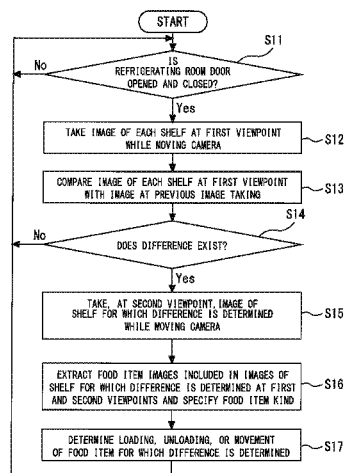 START
S11
IS
REFRIGERATING ROOM DOOR
OPENED AND CLOSED?
No
Yes
TAKE IMAGE OF EACH SHELF AT FIRST VIEWPOINT
WHILE MOVING CAMERA
S12
COMPARE IMAGE OF EACH SHELF AT FIRST VIEWPOINT
WITH IMAGE AT PREVIOUS IMAGE TAKING
S13
S14
No
DOES DIFFERENCE EXIST?
Yes
TAKE, AT SECOND VIEWPOINT, IMAGE OF
SHELF FOR WHICH DIFFERENCE IS DETERMINED
WHILE MOVING CAMERA
S15
EXTRACT FOOD ITEM IMAGES INCLUDED IN IMAGES OF
SHELF FOR WHICH DIFFERENCE IS DETERMINED AT FIRST
AND SECOND VIEWPOINTS AND SPECIFY FOOD ITEM KIND
S16
DETERMINE LOADING, UNLOADING, OR MOVEMENT
OF FOOD ITEM FOR WHICH DIFFERENCE IS DETERMINED
S17